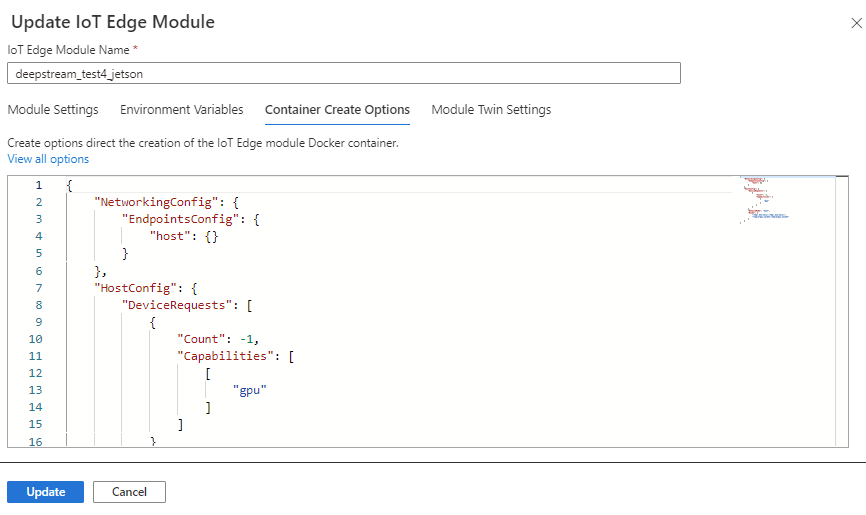 Update IoT Edge Module
IoT Edge Module Name *
deepstream_test4_jetson
Module Settings Environment Variables Container Create Options Module Twin Settings
Create options direct the creation of the IoT Edge module Docker container.
View all options
1 {
2 "NetworkingConfig": {
3 "EndpointsConfig": {
4 "host": {}
5 }
6 },
7 "HostConfig": {
8 "DeviceRequests": [
9 {
10 "Count": -1,
11 "Capabilities": [
12 [
13 "gpu"
14 ]
15 ]
16 }
Update Cancel